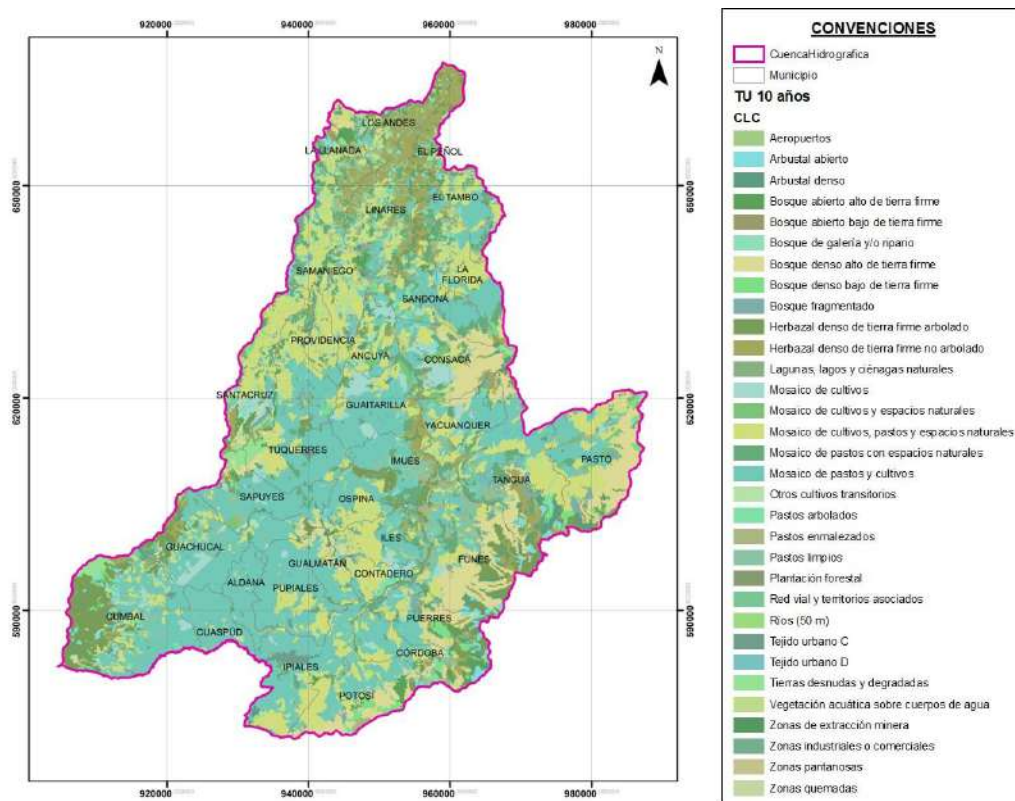 920000 940000 960000 980000
N
650000 650000
620000 620000
590000 590000
LOS ANDES
LA LLANADA
EL PEÑOL
EL TAMBO
LINARES
SAMANIEGO
LA
FLORIDA
SANDONÁ
PROVIDENCIA
ANCUYA
CONSACÁ
SANTACRUZ
GUAITARILLA
YACUANQUER
TÚQUERRES
IMUÉS
PASTO
TANGUA
SAPUYES
OSPINA
ILES
GUACHUCAL
GUALMATÁN
FUNES
CONTADERO
ALDANA
PUPIALES
CUMBAL
PUERRES
CUASPUD
CÓRDOBA
IPIALES
POTOSÍ
920000 940000 960000 980000
CONVENCIONES
CuencaHidrografica
Municipio
TU 10 años
CLC
Aeropuertos
Arbustal abierto
Arbustal denso
Bosque abierto alto de tierra firme
Bosque abierto bajo de tierra firme
Bosque de galería y/o ripario
Bosque denso alto de tierra firme
Bosque denso bajo de tierra firme
Bosque fragmentado
Herbazal denso de tierra firme arbolado
Herbazal denso de tierra firme no arbolado
Lagunas, lagos y ciénagas naturales
Mosaico de cultivos
Mosaico de cultivos y espacios naturales
Mosaico de cultivos, pastos y espacios naturales
Mosaico de pastos con espacios naturales
Mosaico de pastos y cultivos
Otros cultivos transitorios
Pastos arbolados
Pastos enmalezados
Pastos limpios
Plantación forestal
Red vial y territorios asociados
Ríos (50 m)
Tejido urbano C
Tejido urbano D
Tierras desnudas y degradadas
Vegetación acuática sobre cuerpos de agua
Zonas de extracción minera
Zonas industriales o comerciales
Zonas pantanosas
Zonas quemadas